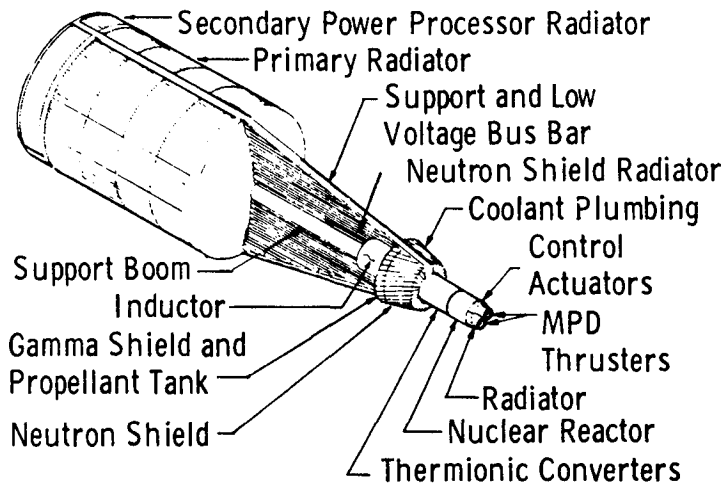 Secondary Power Processor Radiator
Primary Radiator
Support and Low
Voltage Bus Bar
Neutron Shield Radiator
Coolant Plumbing
Control
Actuators
MPD
Thrusters
Radiator
Nuclear Reactor
Thermionic Converters
Support Boom
Inductor
Gamma Shield and
Propellant Tank
Neutron Shield